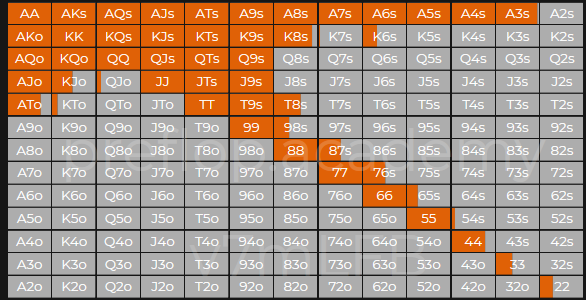 AA AKs AQs AJs ATs A9s A8s A7s A6s A5s A4s A3s A2s
AKo KK KQs KJs KTs K9s K8s K7s K6s K5s K4s K3s K2s
AQo KQo QQ QJs QTs Q9s Q8s Q7s Q6s Q5s Q4s Q3s Q2s
AJo KJo QJo JJ JTs J9s J8s J7s J6s J5s J4s J3s J2s
ATo KTo QTo JTo TT T9s T8s T7s T6s T5s T4s T3s T2s
A9o K9o Q9o J9o T9o 99 98s 97s 96s 95s 94s 93s 92s
A8o K8o Q8o J8o T8o 98o 88 87s 86s 85s 84s 83s 82s
preflop.academy
A7o K7o Q7o J7o T7o 97o 87o 77 76s 75s 74s 73s 72s
A6o K6o Q6o J6o T6o 96o 86o 76o 66 65s 64s 63s 62s
A5o K5o Q5o J5o T5o 95o 85o 75o 65o 55 54s 53s 52s
A4o K4o Q4o J4o T4o 94o 84o 74o 64o 54o 44 43s 42s
A3o K3o Q3o J3o T3o 93o 83o 73o 63o 53o 43o 33 32s
A2o K2o Q2o J2o T2o 92o 82o 72o 62o 52o 42o 32o 22